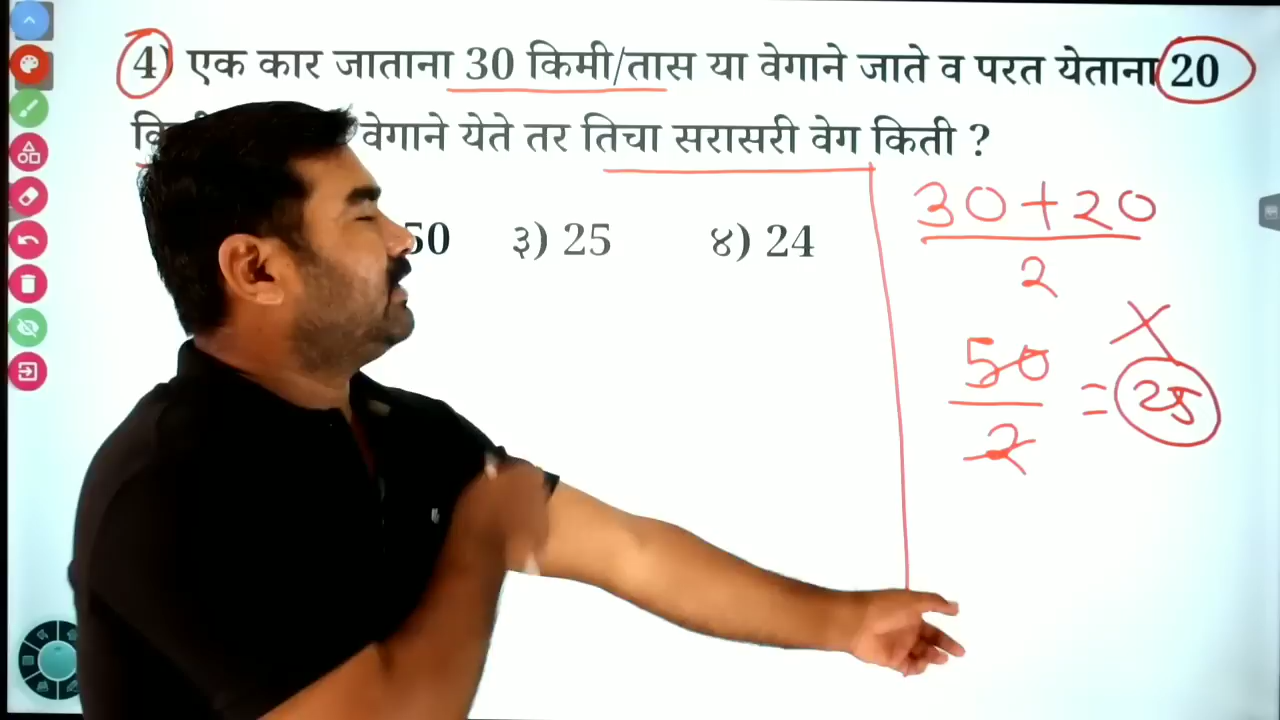 4) एक कार जाताना 30 किमी/तास या वेगाने जाते व परत येताना 20
वेगाने येते तर तिचा सरासरी वेग किती ?
50 ३) 25 ४) 24
30+20
2
50
2
= 25
X